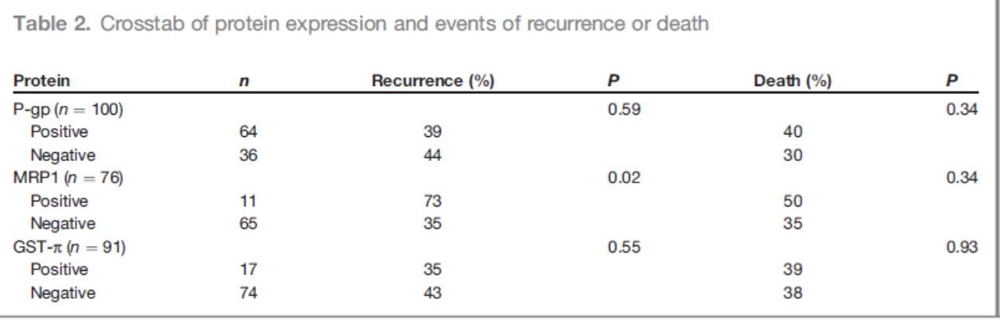 Table 2. Crosstab of protein expression and events of recurrence or death
Protein n Recurrence (%) P Death (%) P
P-gp (n = 100) 0.59 0.34
Positive 64 39 40
Negative 36 44 30
MRP1 (n = 76) 0.02 0.34
Positive 11 73 50
Negative 65 35 35
GST-π (n = 91) 0.55 0.93
Positive 17 35 39
Negative 74 43 38